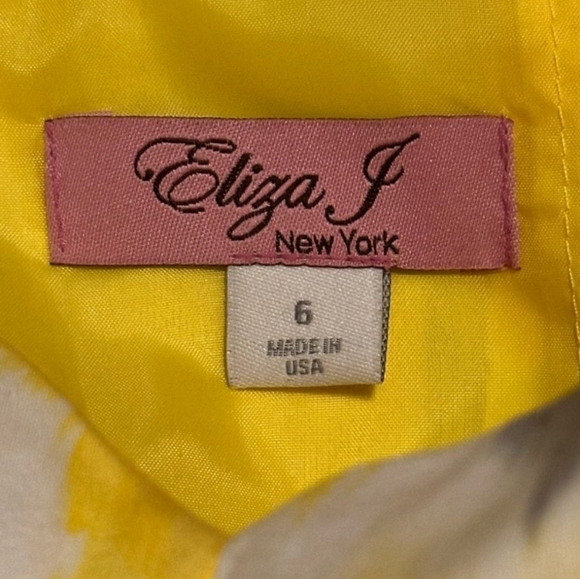 Eliza J
New York
6
MADE IN
USA